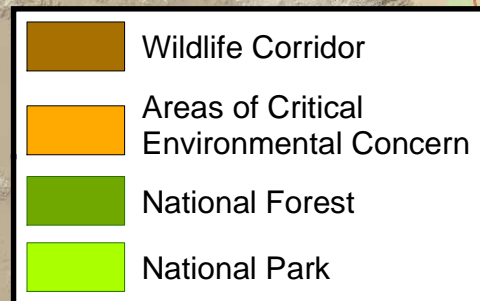 Wildlife Corridor
Areas of Critical
Environmental Concern
National Forest
National Park